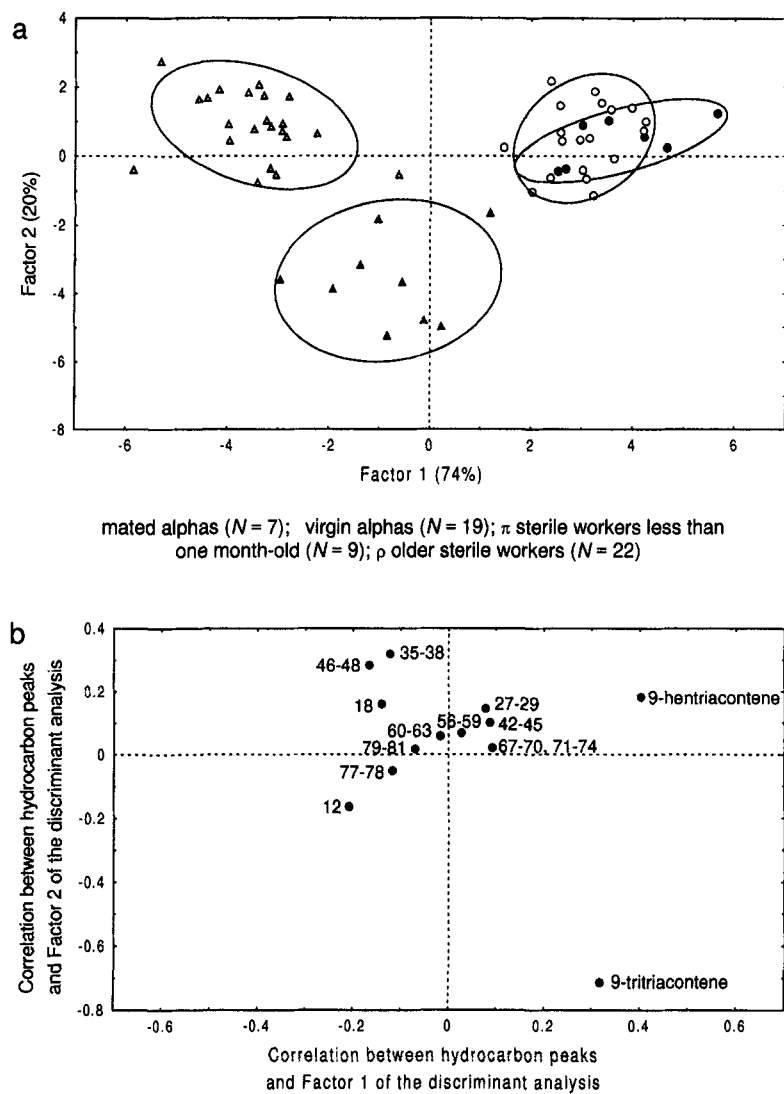 a
4
2
0
-2
-4
-6
-8
Factor 2 (20%)
-6 -4 -2 0 2 4 6
Factor 1 (74%)
mated alphas (N = 7); virgin alphas (N = 19); π sterile workers less than
one month-old (N = 9); ρ older sterile workers (N = 22)
b
0.4
0.2
0
-0.2
-0.4
-0.6
-0.8
Correlation between hydrocarbon peaks
and Factor 2 of the discriminant analysis
46-48
35-38
18
27-29
9-hentriacontene
56-59
42-45
60-63
79-81
67-70, 71-74
77-78
12
9-tritriacontene
-0.6 -0.4 -0.2 0 0.2 0.4 0.6
Correlation between hydrocarbon peaks
and Factor 1 of the discriminant analysis